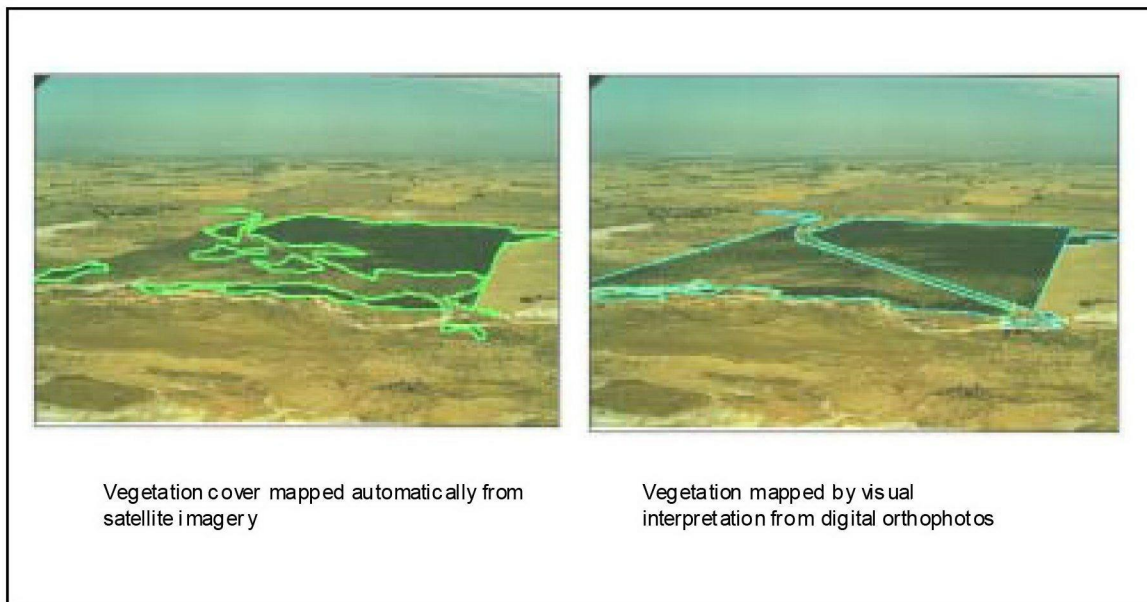 Vegetation cover mapped automatically from
satellite imagery
Vegetation mapped by visual
interpretation from digital orthophotos